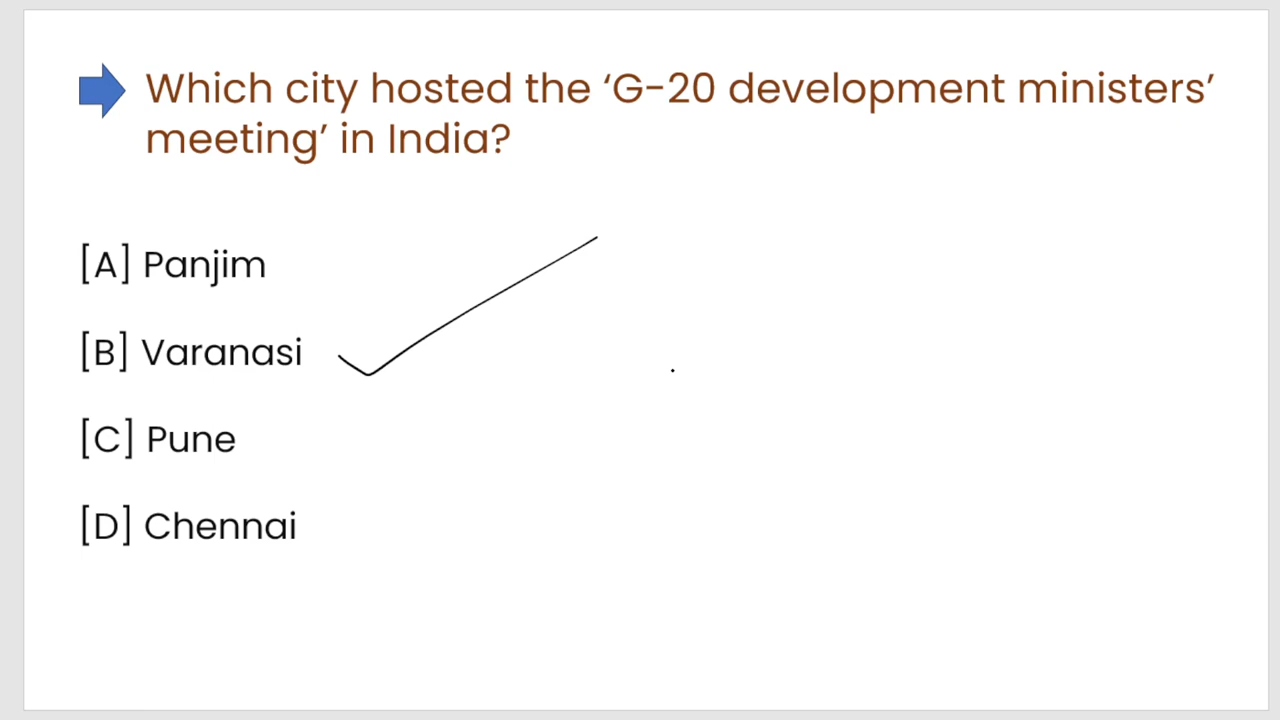 Which city hosted the ‘G-20 development ministers’
meeting’ in India?
[A] Panjim
[B] Varanasi
[C] Pune
[D] Chennai